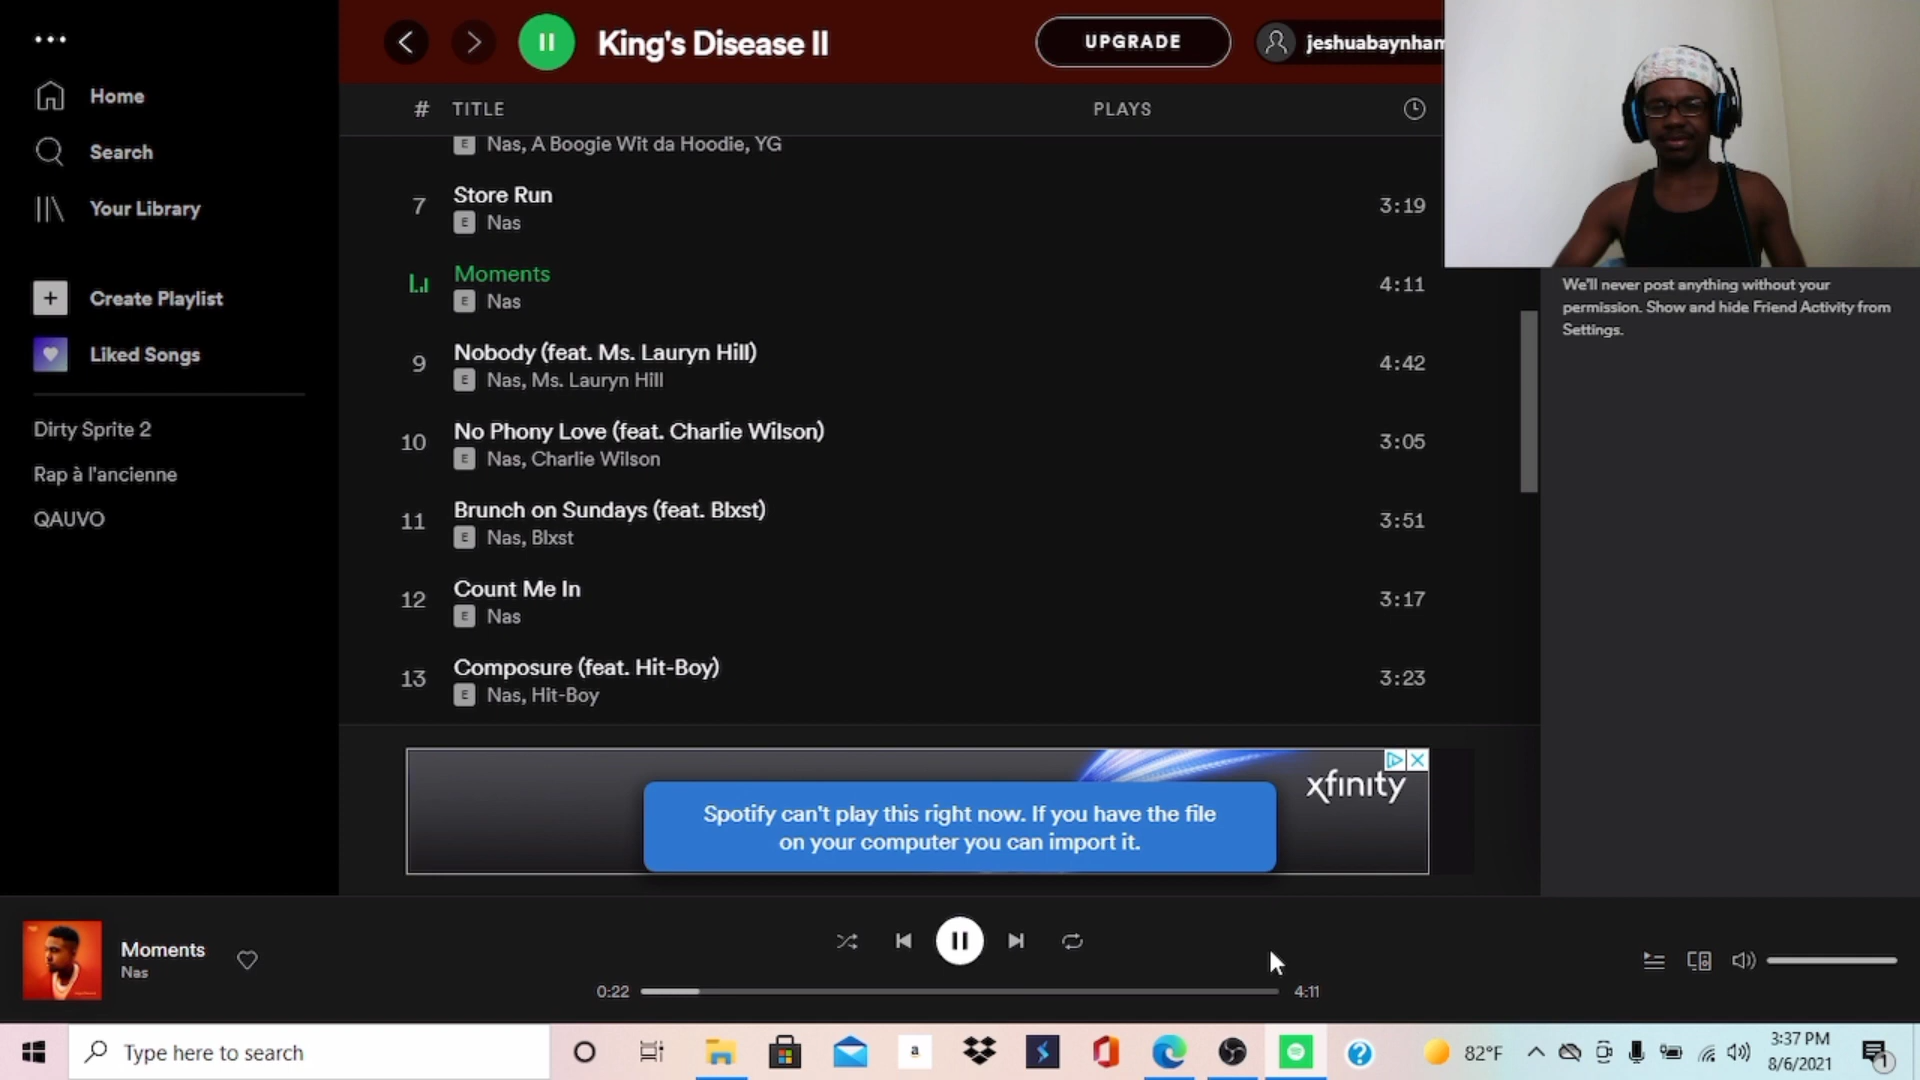 King's Disease II
UPGRADE
jeshuabaynham
Home
Search
Your Library
Create Playlist
Liked Songs
Dirty Sprite 2
Rap à l'ancienne
QAUVO
# TITLE PLAYS
E Nas, A Boogie Wit da Hoodie, YG
7 Store Run 3:19
E Nas
Moments 4:11
E Nas
9 Nobody (feat. Ms. Lauryn Hill) 4:42
E Nas, Ms. Lauryn Hill
10 No Phony Love (feat. Charlie Wilson) 3:05
E Nas, Charlie Wilson
11 Brunch on Sundays (feat. Blxst) 3:51
E Nas, Blxst
12 Count Me In 3:17
E Nas
13 Composure (feat. Hit-Boy) 3:23
E Nas, Hit-Boy
We'll never post anything without your
permission. Show and hide Friend Activity from
Settings.
xfinity
Spotify can't play this right now. If you have the file
on your computer you can import it.
Moments
Nas
0:22 4:11
Type here to search
a
82°F
3:37 PM
8/6/2021
1